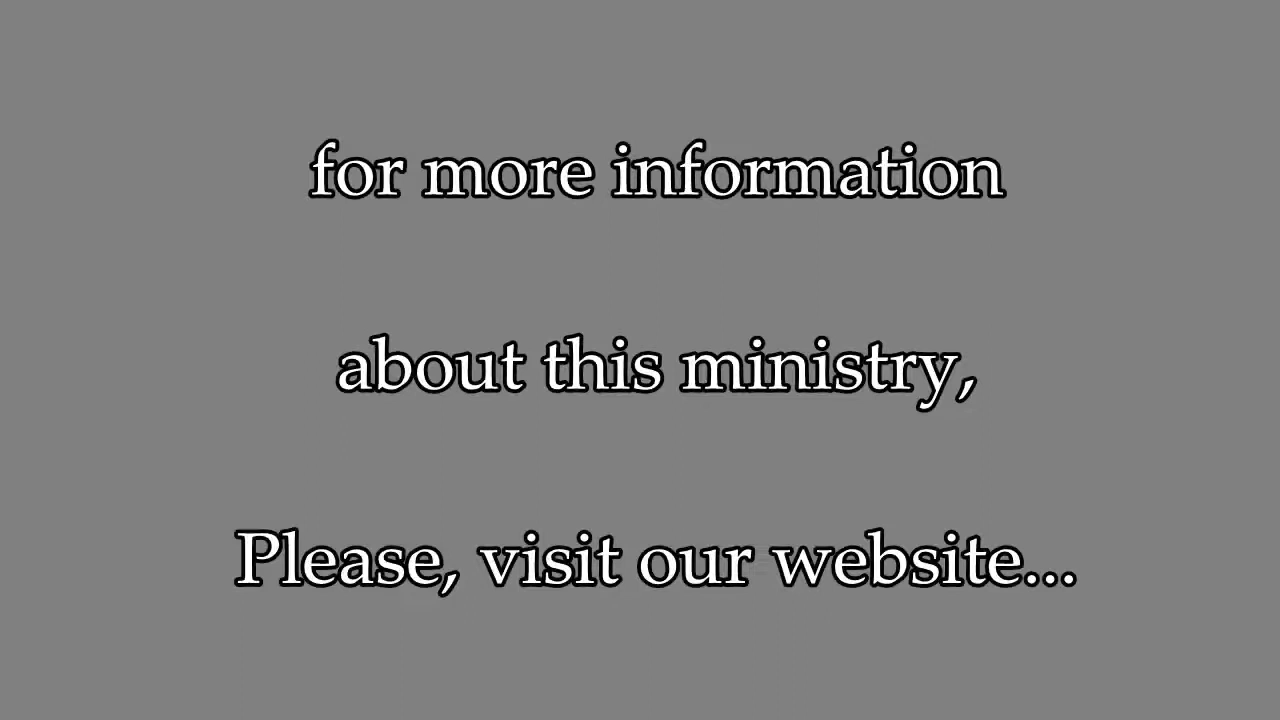 for more information
about this ministry,
Please, visit our website...